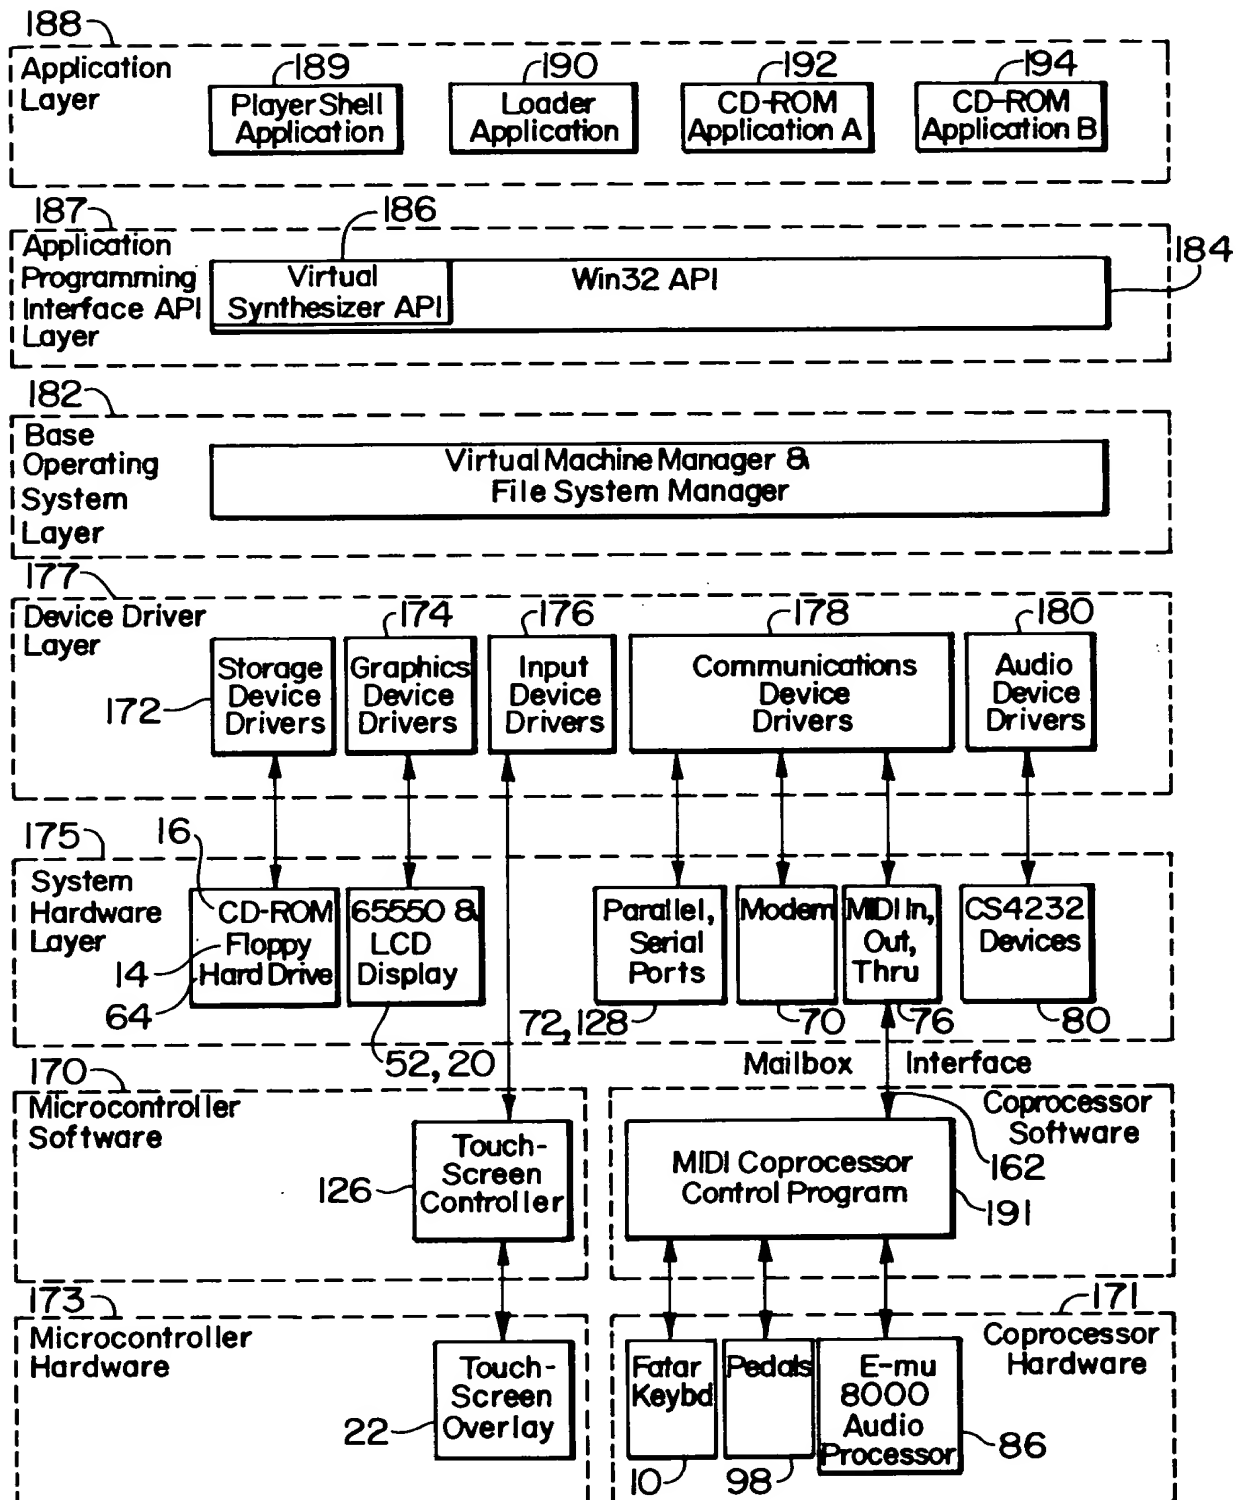 188
Application
Layer
189
Player Shell
Application
190
Loader
Application
192
CD-ROM
Application A
194
CD-ROM
Application B
187
Application
Programming
Interface API
Layer
186
Virtual
Synthesizer API
Win32 API
184
182
Base
Operating
System
Layer
Virtual Machine Manager &
File System Manager
177
Device Driver
Layer
172
Storage
Device
Drivers
174
Graphics
Device
Drivers
176
Input
Device
Drivers
178
Communications
Device
Drivers
180
Audio
Device
Drivers
175
System
Hardware
Layer
16
14
64
CD-ROM
Floppy
Hard Drive
65550 &
LCD
Display
52, 20
Parallel,
Serial
Ports
72, 128
Modem
70
MIDI In,
Out,
Thru
76
CS4232
Devices
80
Mailbox Interface
170
Microcontroller
Software
126
Touch-
Screen
Controller
Coprocessor
Software
162
MIDI Coprocessor
Control Program
191
173
Microcontroller
Hardware
22
Touch-
Screen
Overlay
171
Coprocessor
Hardware
Fatar
Keybd
10
Pedals
98
E-mu
8000
Audio
Processor
86